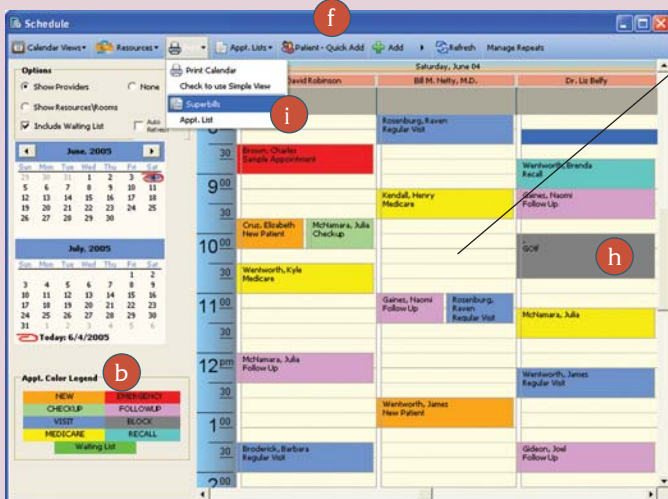 f
Schedule
Calendar Views Resources Appt. Lists Patient - Quick Add Add Refresh Manage Repeats
Options
Show Providers None
Show Resources\Rooms
Include Waiting List Auto Refresh
Print Calendar
Check to use Simple View
Superbills
Appt. List
i
Saturday, June 04
David Robinson Bill M. Netty, M.D. Dr. Liz Belfy
June, 2005
Sun Mon Tue Wed Thu Fri Sat
29 30 31 1 2 3 4
5 6 7 8 9 10 11
12 13 14 15 16 17 18
19 20 21 22 23 24 25
26 27 28 29 30
July, 2005
Sun Mon Tue Wed Thu Fri Sat
1 2
3 4 5 6 7 8 9
10 11 12 13 14 15 16
17 18 19 20 21 22 23
24 25 26 27 28 29 30
31 1 2 3 4 5 6
Today: 6/4/2005
b
Appt. Color Legend
NEW EMERGENCY
CHECKUP FOLLOWUP
VISIT BLOCK
MEDICARE RECALL
Waiting List
Rosenburg, Raven
Regular Visit
30
Brown, Charles
Sample Appointment
Wentworth, Brenda
Recall
9 00
Kendall, Henry
Medicare
Gaines, Naomi
Follow Up
30
Cruz, Elizabeth
New Patient
McNamara, Julia
Checkup
10 00
GOlf
h
30
Wentworth, Kyle
Medicare
11 00
Gaines, Naomi
Follow Up
Rosenburg,
Raven
Regular Visit
McNamara, Julia
30
12 pm
McNamara, Julia
Follow Up
Wentworth, James
Regular Visit
30
Wentworth, James
New Patient
1 00
30
Broderick, Barbara
Regular Visit
Gideon, Joel
Follow Up
2 00